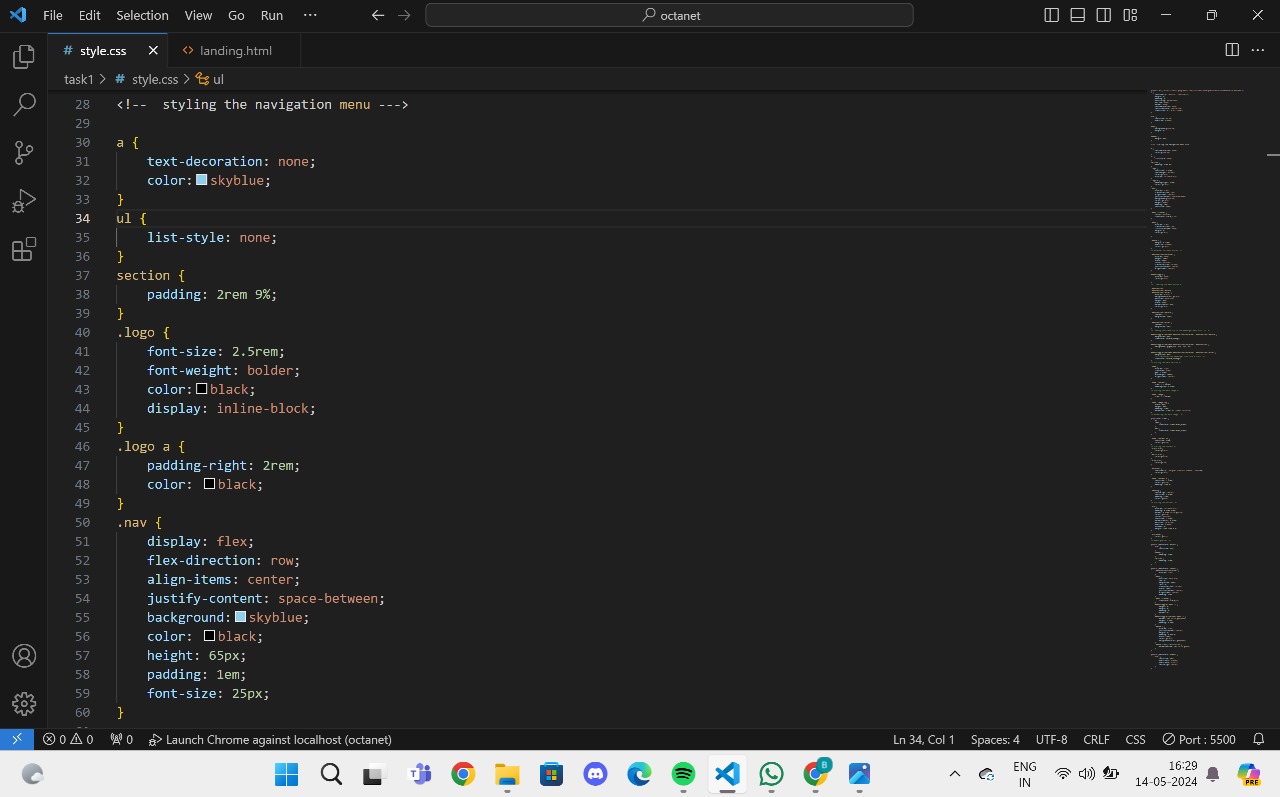 File Edit Selection View Go Run ··· octanet
# style.css × <> landing.html
task1 > # style.css > ul
28 <!--  styling the navigation menu --->
29
30 a {
31     text-decoration: none;
32     color: skyblue;
33 }
34 ul {
35     list-style: none;
36 }
37 section {
38     padding: 2rem 9%;
39 }
40 .logo {
41     font-size: 2.5rem;
42     font-weight: bolder;
43     color: black;
44     display: inline-block;
45 }
46 .logo a {
47     padding-right: 2rem;
48     color: black;
49 }
50 .nav {
51     display: flex;
52     flex-direction: row;
53     align-items: center;
54     justify-content: space-between;
55     background: skyblue;
56     color: black;
57     height: 65px;
58     padding: 1em;
59     font-size: 25px;
60 }
0 0 0 Launch Chrome against localhost (octanet) Ln 34, Col 1 Spaces: 4 UTF-8 CRLF CSS Port : 5500
ENG 16:29
IN 14-05-2024
B
PRE